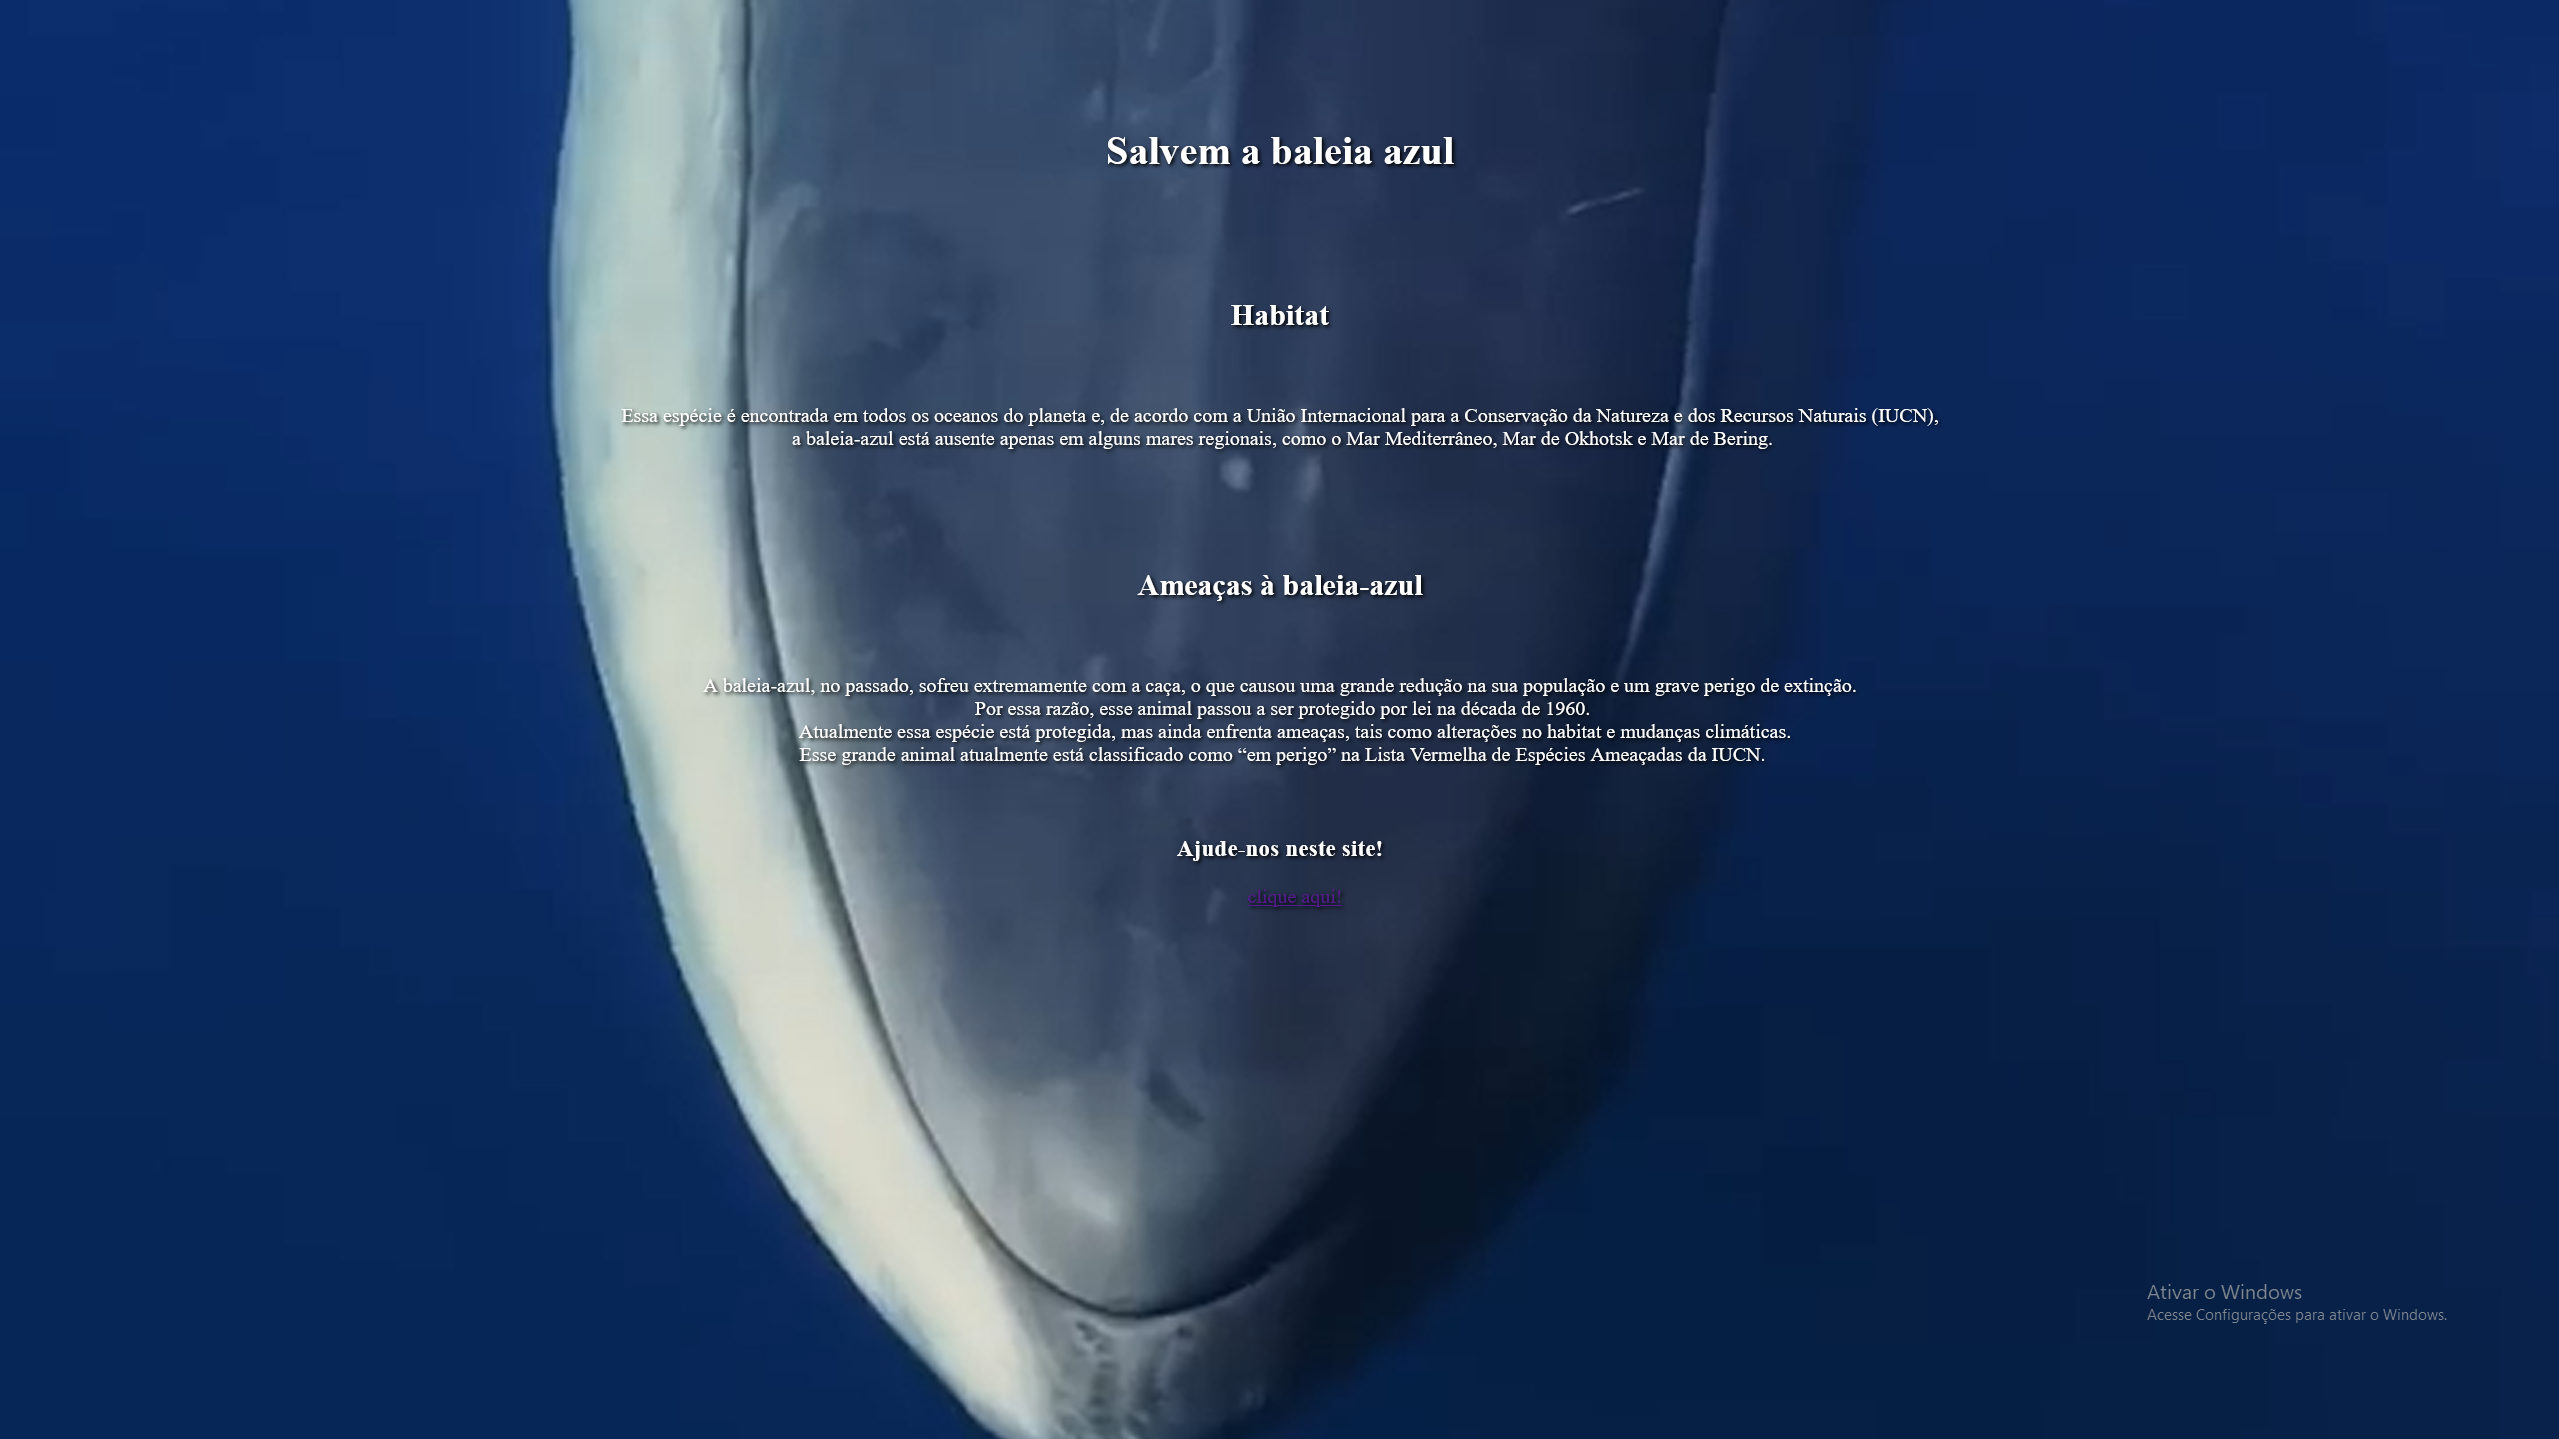 Salvem a baleia azul
Habitat
Essa espécie é encontrada em todos os oceanos do planeta e, de acordo com a União Internacional para a Conservação da Natureza e dos Recursos Naturais (IUCN),
a baleia-azul está ausente apenas em alguns mares regionais, como o Mar Mediterrâneo, Mar de Okhotsk e Mar de Bering.
Ameaças à baleia-azul
A baleia-azul, no passado, sofreu extremamente com a caça, o que causou uma grande redução na sua população e um grave perigo de extinção.
Por essa razão, esse animal passou a ser protegido por lei na década de 1960.
Atualmente essa espécie está protegida, mas ainda enfrenta ameaças, tais como alterações no habitat e mudanças climáticas.
Esse grande animal atualmente está classificado como “em perigo” na Lista Vermelha de Espécies Ameaçadas da IUCN.
Ajude-nos neste site!
clique aqui!
Ativar o Windows
Acesse Configurações para ativar o Windows.